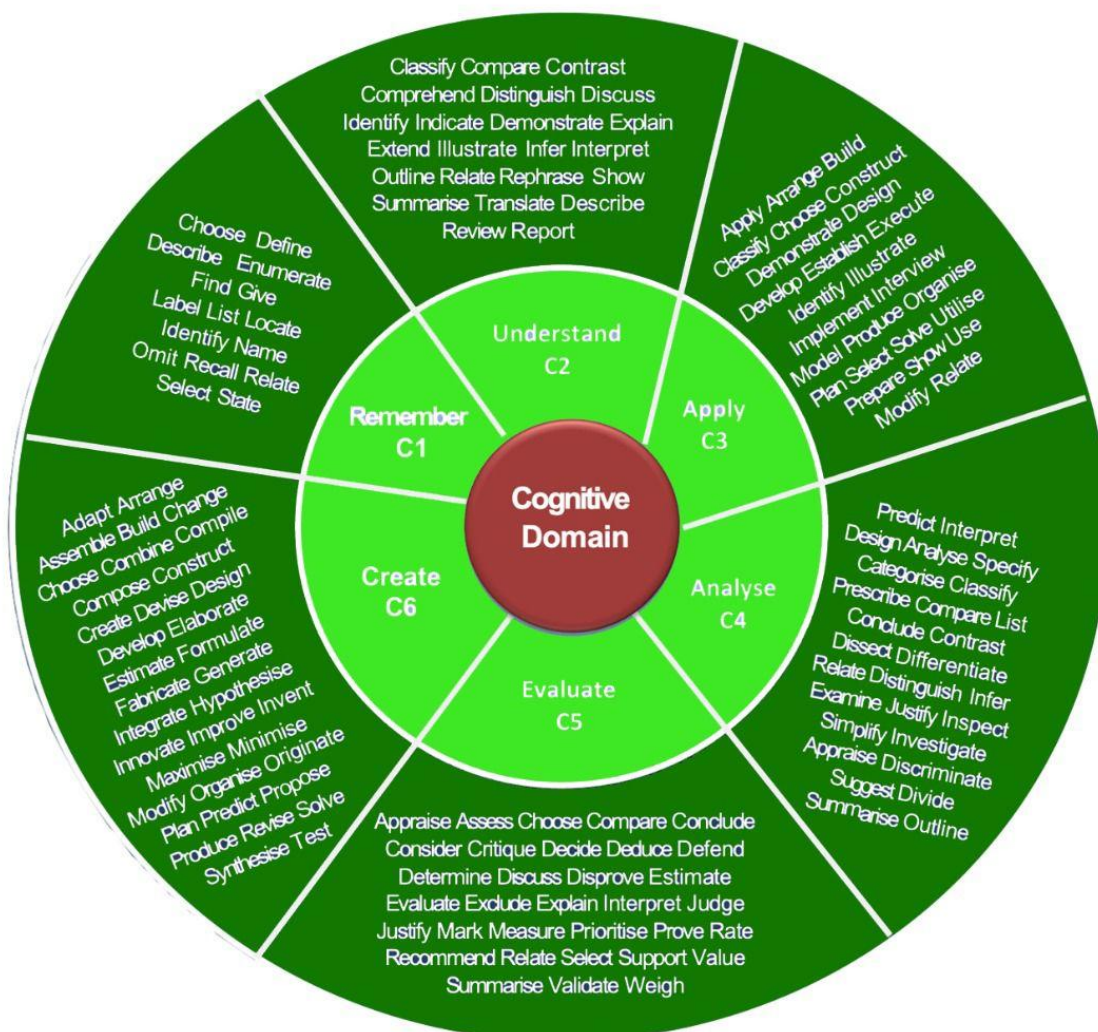 Cognitive
Domain
Remember
C1
Choose Define
Describe Enumerate
Find Give
Label List Locate
Identify Name
Omit Recall Relate
Select State
Understand
C2
Classify Compare Contrast
Comprehend Distinguish Discuss
Identify Indicate Demonstrate Explain
Extend Illustrate Infer Interpret
Outline Relate Rephrase Show
Summarise Translate Describe
Review Report
Apply
C3
Apply Arrange Build
Classify Choose Construct
Demonstrate Design
Develop Establish Execute
Identify Illustrate
Implement Interview
Model Produce Organise
Plan Select Solve Utilise
Prepare Show Use
Modify Relate
Analyse
C4
Predict Interpret
Design Analyse Specify
Categorise Classify
Prescribe Compare List
Conclude Contrast
Dissect Differentiate
Relate Distinguish Infer
Examine Justify Inspect
Simplify Investigate
Appraise Discriminate
Suggest Divide
Summarise Outline
Evaluate
C5
Appraise Assess Choose Compare Conclude
Consider Critique Decide Deduce Defend
Determine Discuss Disprove Estimate
Evaluate Exclude Explain Interpret Judge
Justify Mark Measure Prioritise Prove Rate
Recommend Relate Select Support Value
Summarise Validate Weigh
Create
C6
Adapt Arrange
Assemble Build Change
Choose Combine Compile
Compose Construct
Create Devise Design
Develop Elaborate
Estimate Formulate
Fabricate Generate
Integrate Hypothesise
Innovate Improve Invent
Maximise Minimise
Modify Organise Originate
Plan Predict Propose
Produce Revise Solve
Synthesise Test